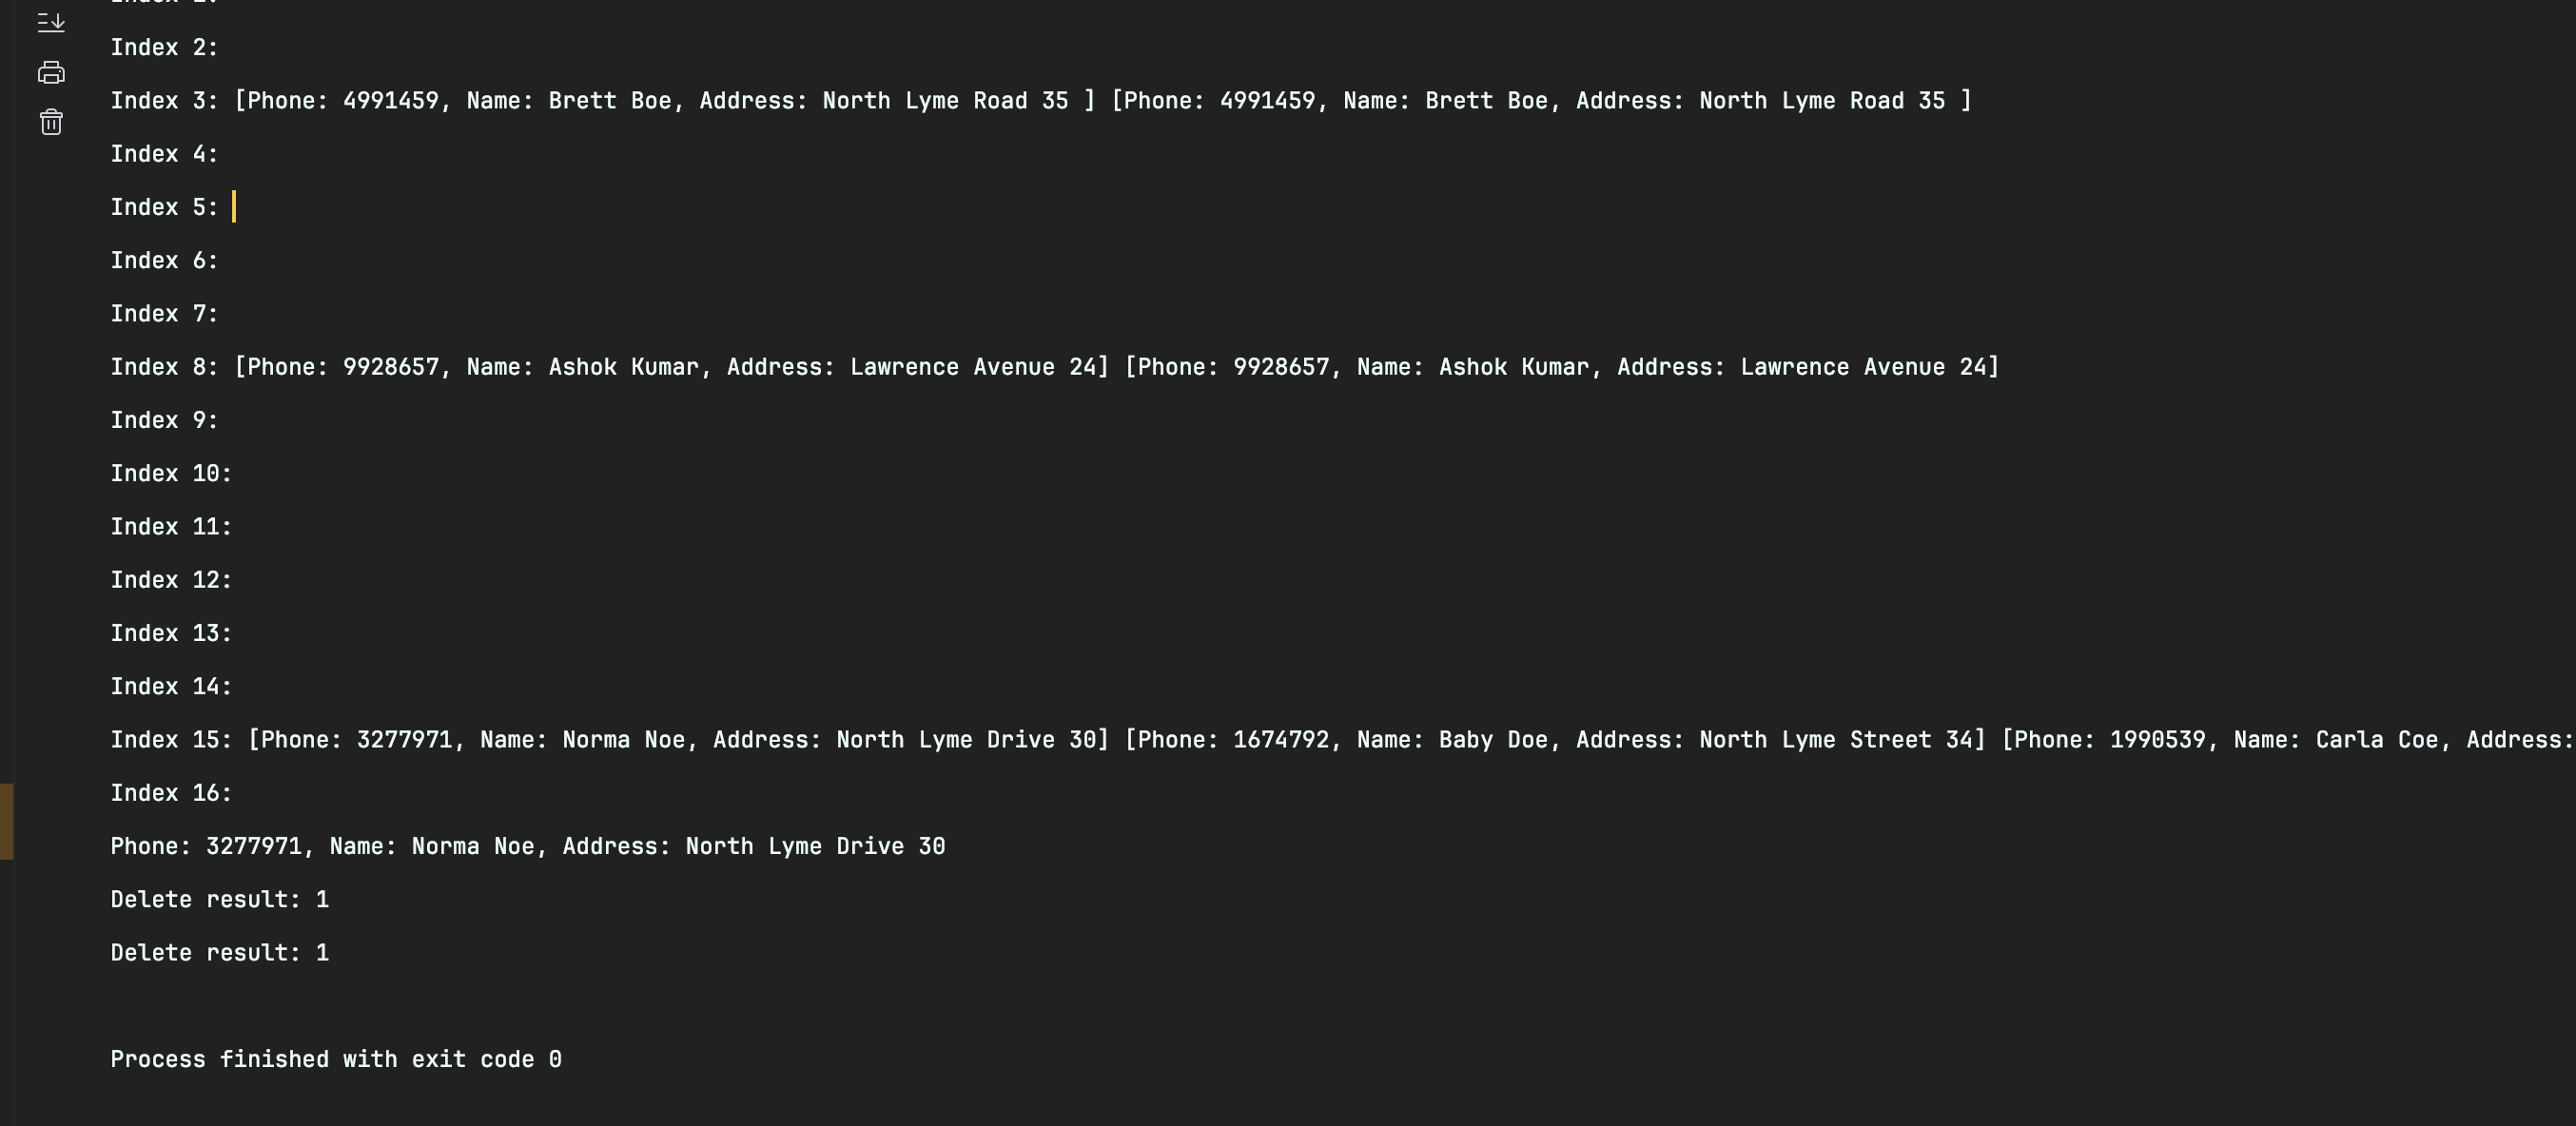 Index 2:
Index 3: [Phone: 4991459, Name: Brett Boe, Address: North Lyme Road 35 ] [Phone: 4991459, Name: Brett Boe, Address: North Lyme Road 35 ]
Index 4:
Index 5:
Index 6:
Index 7:
Index 8: [Phone: 9928657, Name: Ashok Kumar, Address: Lawrence Avenue 24] [Phone: 9928657, Name: Ashok Kumar, Address: Lawrence Avenue 24]
Index 9:
Index 10:
Index 11:
Index 12:
Index 13:
Index 14:
Index 15: [Phone: 3277971, Name: Norma Noe, Address: North Lyme Drive 30] [Phone: 1674792, Name: Baby Doe, Address: North Lyme Street 34] [Phone: 1990539, Name: Carla Coe, Address:
Index 16:
Phone: 3277971, Name: Norma Noe, Address: North Lyme Drive 30
Delete result: 1
Delete result: 1
Process finished with exit code 0